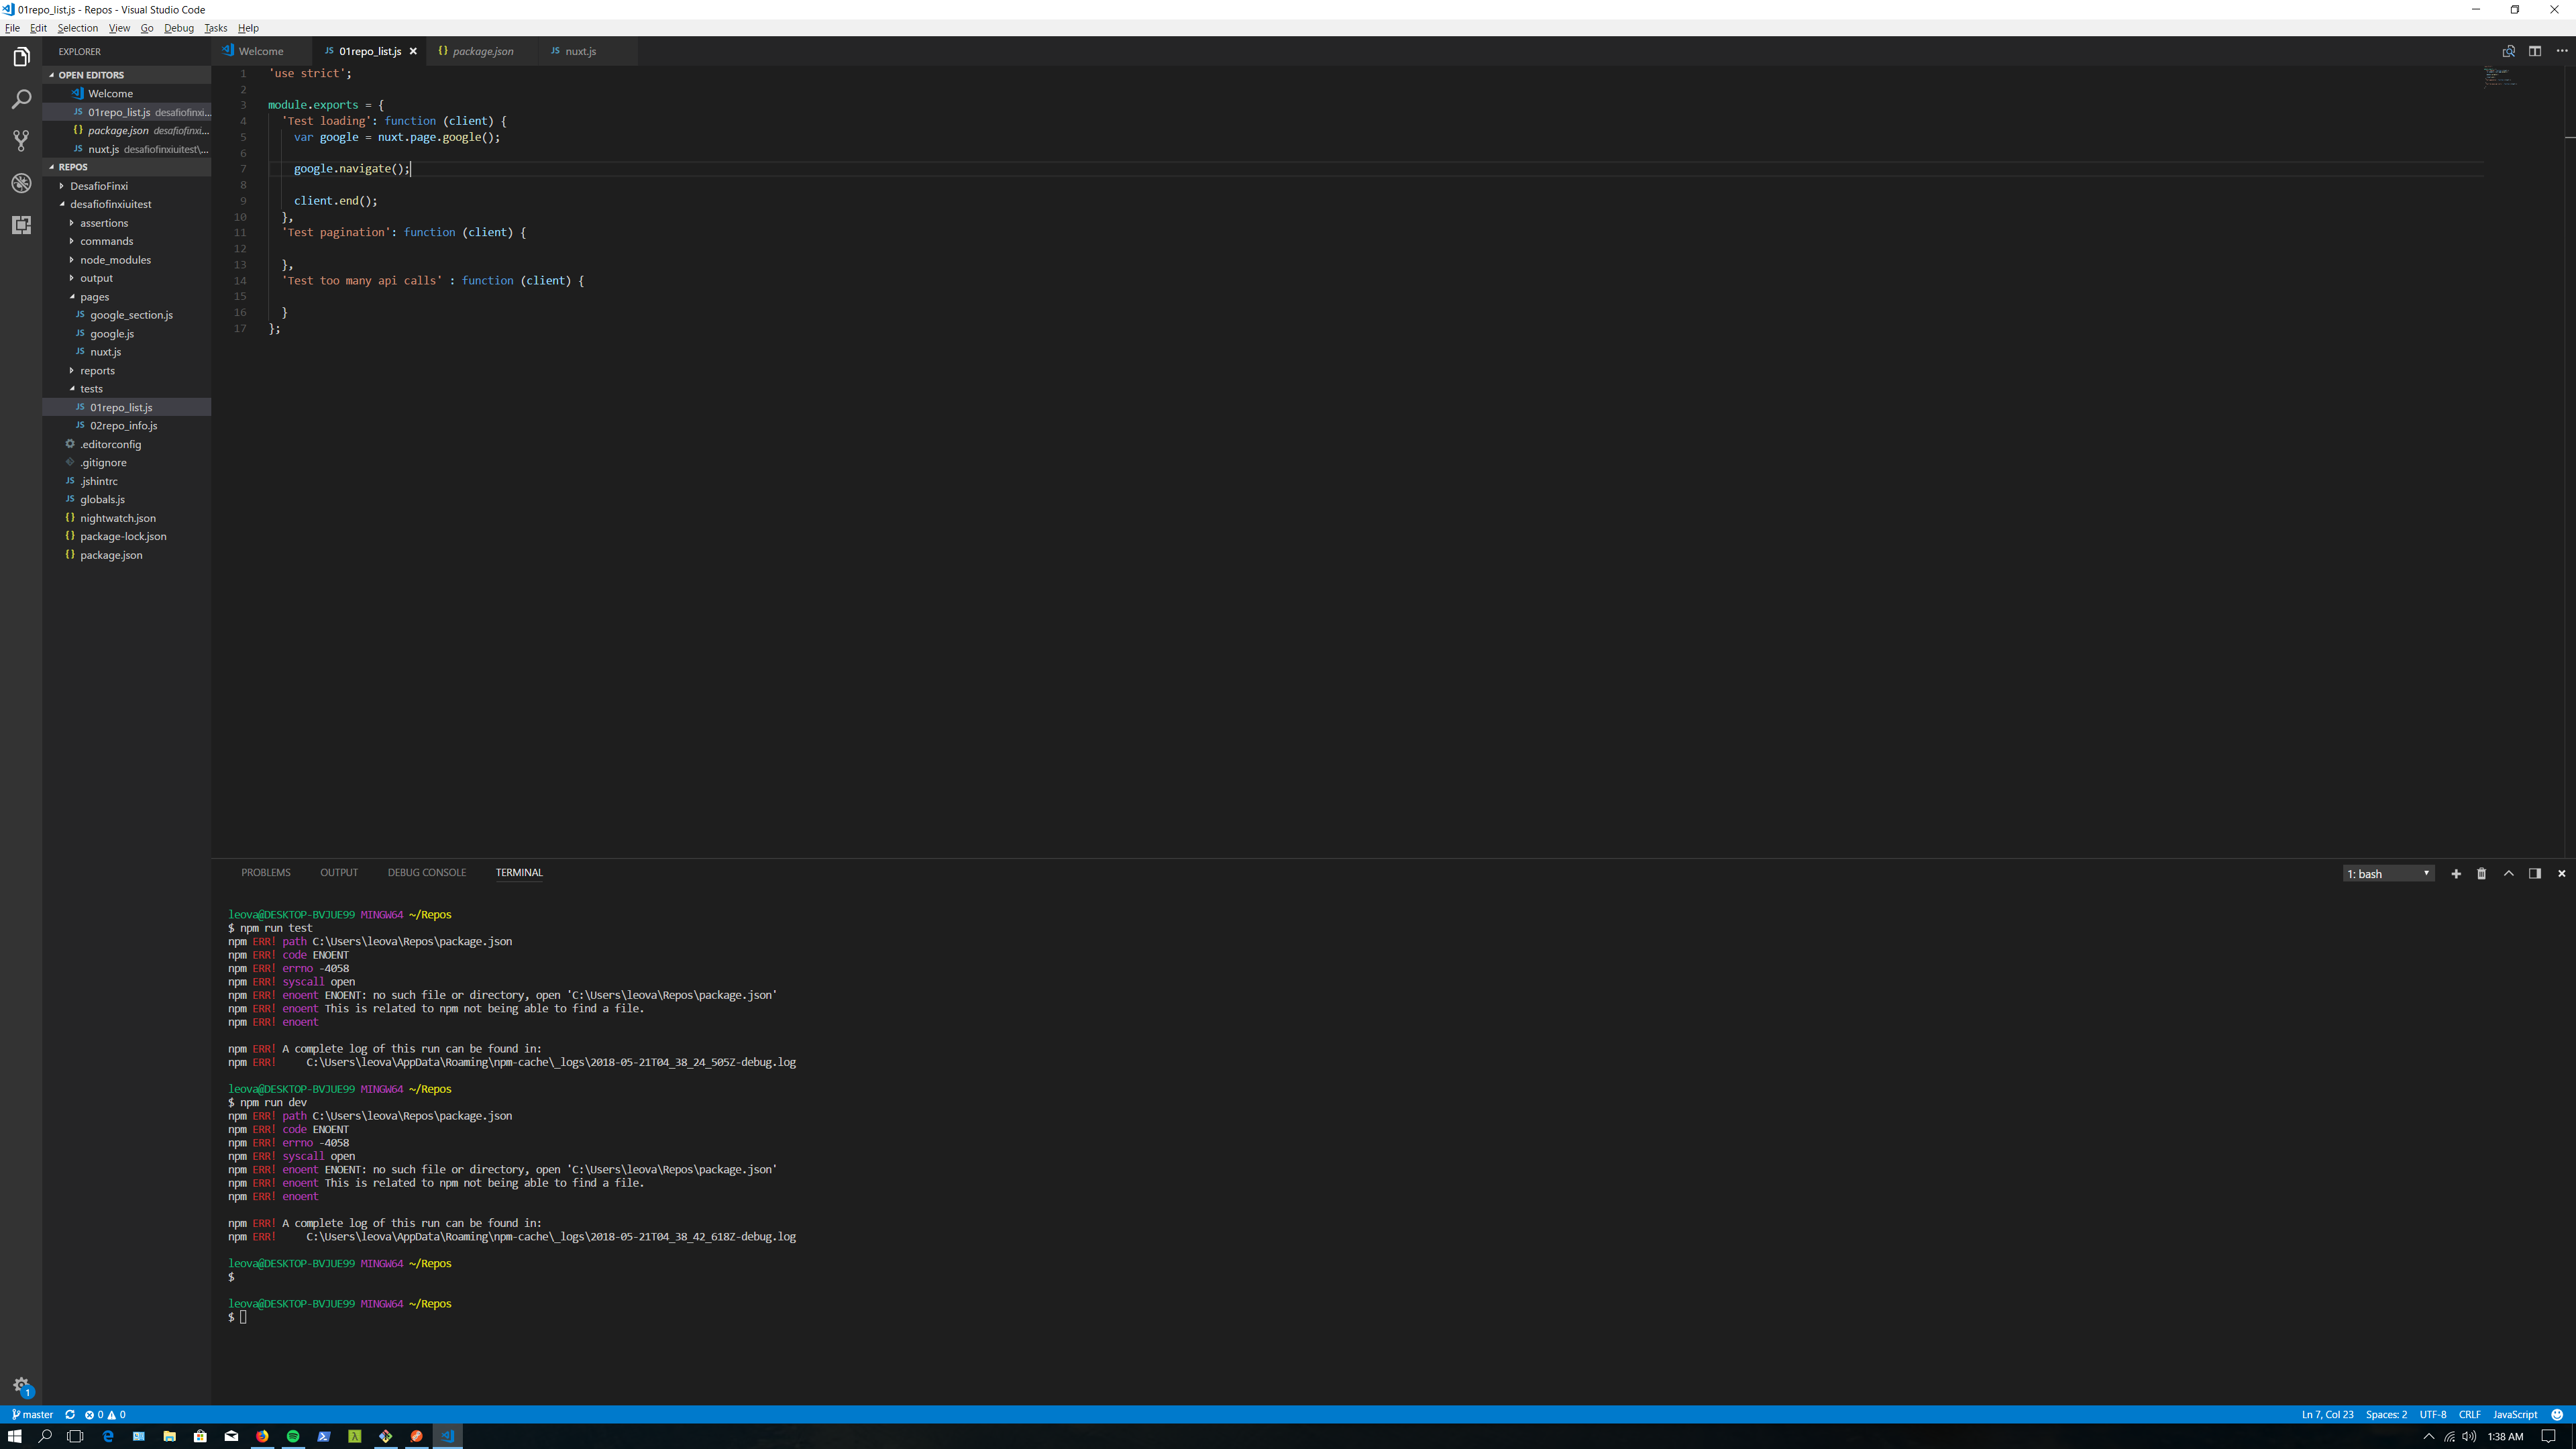 01repo_list.js - Repos - Visual Studio Code
File Edit Selection View Go Debug Tasks Help
EXPLORER
OPEN EDITORS
Welcome
JS 01repo_list.js desafiofinxi...
{} package.json desafiofinxi...
JS nuxt.js desafiofinxiuitest\...
REPOS
DesafioFinxi
desafiofinxiuitest
assertions
commands
node_modules
output
pages
JS google_section.js
JS google.js
JS nuxt.js
reports
tests
JS 01repo_list.js
JS 02repo_info.js
.editorconfig
.gitignore
JS .jshintrc
JS globals.js
{} nightwatch.json
{} package-lock.json
{} package.json
1
Welcome JS 01repo_list.js {} package.json JS nuxt.js
1 'use strict';
2
3 module.exports = {
4 'Test loading': function (client) {
5 var google = nuxt.page.google();
6
7 google.navigate();
8
9 client.end();
10 },
11 'Test pagination': function (client) {
12
13 },
14 'Test too many api calls' : function (client) {
15
16 }
17 };
PROBLEMS OUTPUT DEBUG CONSOLE TERMINAL 1: bash
leova@DESKTOP-BVJUE99 MINGW64 ~/Repos
$ npm run test
npm ERR! path C:\Users\leova\Repos\package.json
npm ERR! code ENOENT
npm ERR! errno -4058
npm ERR! syscall open
npm ERR! enoent ENOENT: no such file or directory, open 'C:\Users\leova\Repos\package.json'
npm ERR! enoent This is related to npm not being able to find a file.
npm ERR! enoent
npm ERR! A complete log of this run can be found in:
npm ERR! C:\Users\leova\AppData\Roaming\npm-cache\_logs\2018-05-21T04_38_24_505Z-debug.log
leova@DESKTOP-BVJUE99 MINGW64 ~/Repos
$ npm run dev
npm ERR! path C:\Users\leova\Repos\package.json
npm ERR! code ENOENT
npm ERR! errno -4058
npm ERR! syscall open
npm ERR! enoent ENOENT: no such file or directory, open 'C:\Users\leova\Repos\package.json'
npm ERR! enoent This is related to npm not being able to find a file.
npm ERR! enoent
npm ERR! A complete log of this run can be found in:
npm ERR! C:\Users\leova\AppData\Roaming\npm-cache\_logs\2018-05-21T04_38_42_618Z-debug.log
leova@DESKTOP-BVJUE99 MINGW64 ~/Repos
$
leova@DESKTOP-BVJUE99 MINGW64 ~/Repos
$
master 0 0 Ln 7, Col 23 Spaces: 2 UTF-8 CRLF JavaScript
1:38 AM